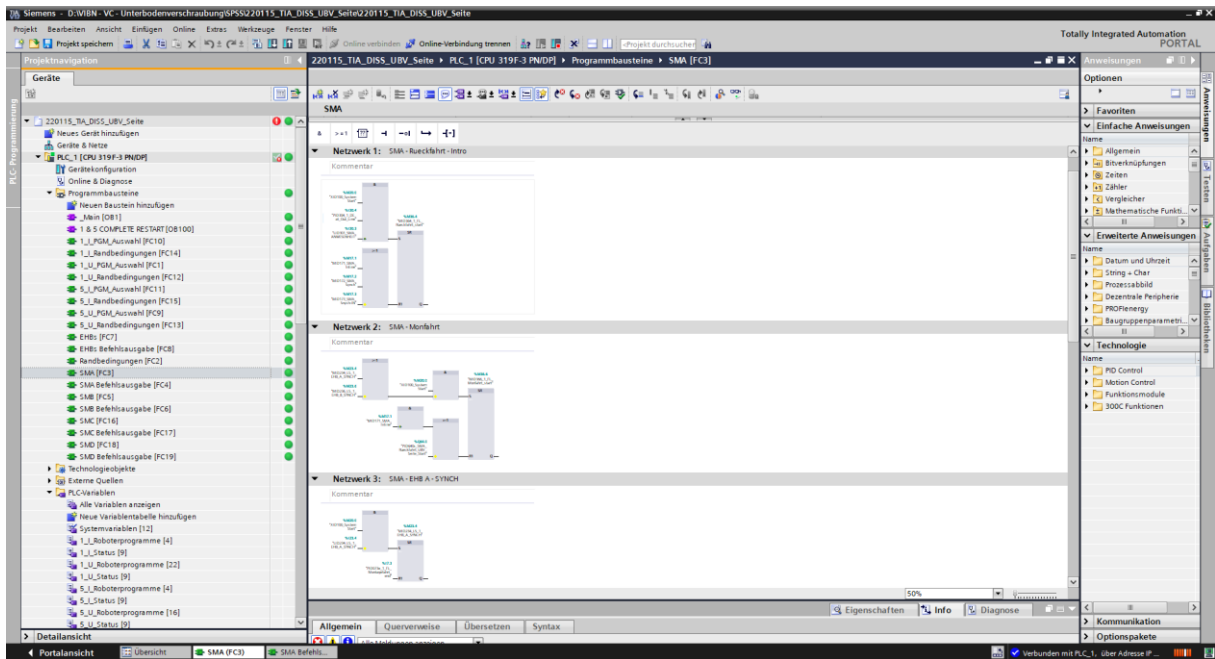 Siemens - D:\VIBN - VC - Unterbodenverschraubung\SPSS\220115_TIA_DISS_UBV_Seite\220115_TIA_DISS_UBV_Seite
Projekt Bearbeiten Ansicht Einfügen Online Extras Werkzeuge Fenster Hilfe
Projekt speichern Online verbinden Online-Verbindung trennen <Projekt durchsuchen
Totally Integrated Automation
PORTAL
Projektnavigation
220115_TIA_DISS_UBV_Seite PLC_1 [CPU 319F-3 PN/DP] Programmbausteine SMA [FC3]
Anweisungen
Geräte
Optionen
PLC-Programmierung
SMA
220115_TIA_DISS_UBV_Seite
Neues Gerät hinzufügen
Geräte & Netze
PLC_1 [CPU 319F-3 PN/DP]
Gerätekonfiguration
Online & Diagnose
Programmbausteine
Neuen Baustein hinzufügen
_Main [OB1]
1 & 5 COMPLETE RESTART [OB100]
1_I_PGM_Auswahl [FC10]
1_I_Randbedingungen [FC14]
1_U_PGM_Auswahl [FC1]
1_U_Randbedingungen [FC12]
5_I_PGM_Auswahl [FC11]
5_I_Randbedingungen [FC15]
5_U_PGM_Auswahl [FC9]
5_U_Randbedingungen [FC13]
EHBs [FC7]
EHBs Befehlsausgabe [FC8]
Randbedingungen [FC2]
SMA [FC3]
SMA Befehlsausgabe [FC4]
SMB [FC5]
SMB Befehlsausgabe [FC6]
SMC [FC16]
SMC Befehlsausgabe [FC17]
SMD [FC18]
SMD Befehlsausgabe [FC19]
Technologieobjekte
Externe Quellen
PLC-Variablen
Alle Variablen anzeigen
Neue Variablentabelle hinzufügen
Systemvariablen [12]
1_I_Roboterprogramme [4]
1_I_Status [9]
1_U_Roboterprogramme [22]
1_U_Status [9]
5_I_Roboterprogramme [4]
5_I_Status [9]
5_U_Roboterprogramme [16]
5_U_Status [9]
Detailansicht
& >=1 ??
Netzwerk 1: SMA - Rueckfahrt - Intro
Kommentar
Netzwerk 2: SMA - Monfahrt
Kommentar
Netzwerk 3: SMA - EHB A - SYNCH
Kommentar
50%
Eigenschaften Info Diagnose
Allgemein Querverweise Übersetzen Syntax
Favoriten
Einfache Anweisungen
Name
Allgemein
Bitverknüpfungen
Zeiten
Zähler
Vergleicher
Mathematische Funkti...
Erweiterte Anweisungen
Name
Datum und Uhrzeit
String + Char
Prozessabbild
Dezentrale Peripherie
PROFIenergy
Baugruppenparametri...
Technologie
Name
PID Control
Motion Control
Funktionsmodule
300C Funktionen
Kommunikation
Optionspakete
Anweisungen
Testen
Aufgaben
Bibliotheken
Portalansicht Übersicht SMA (FC3) SMA Befehls...
Verbunden mit PLC_1, über Adresse IP ...